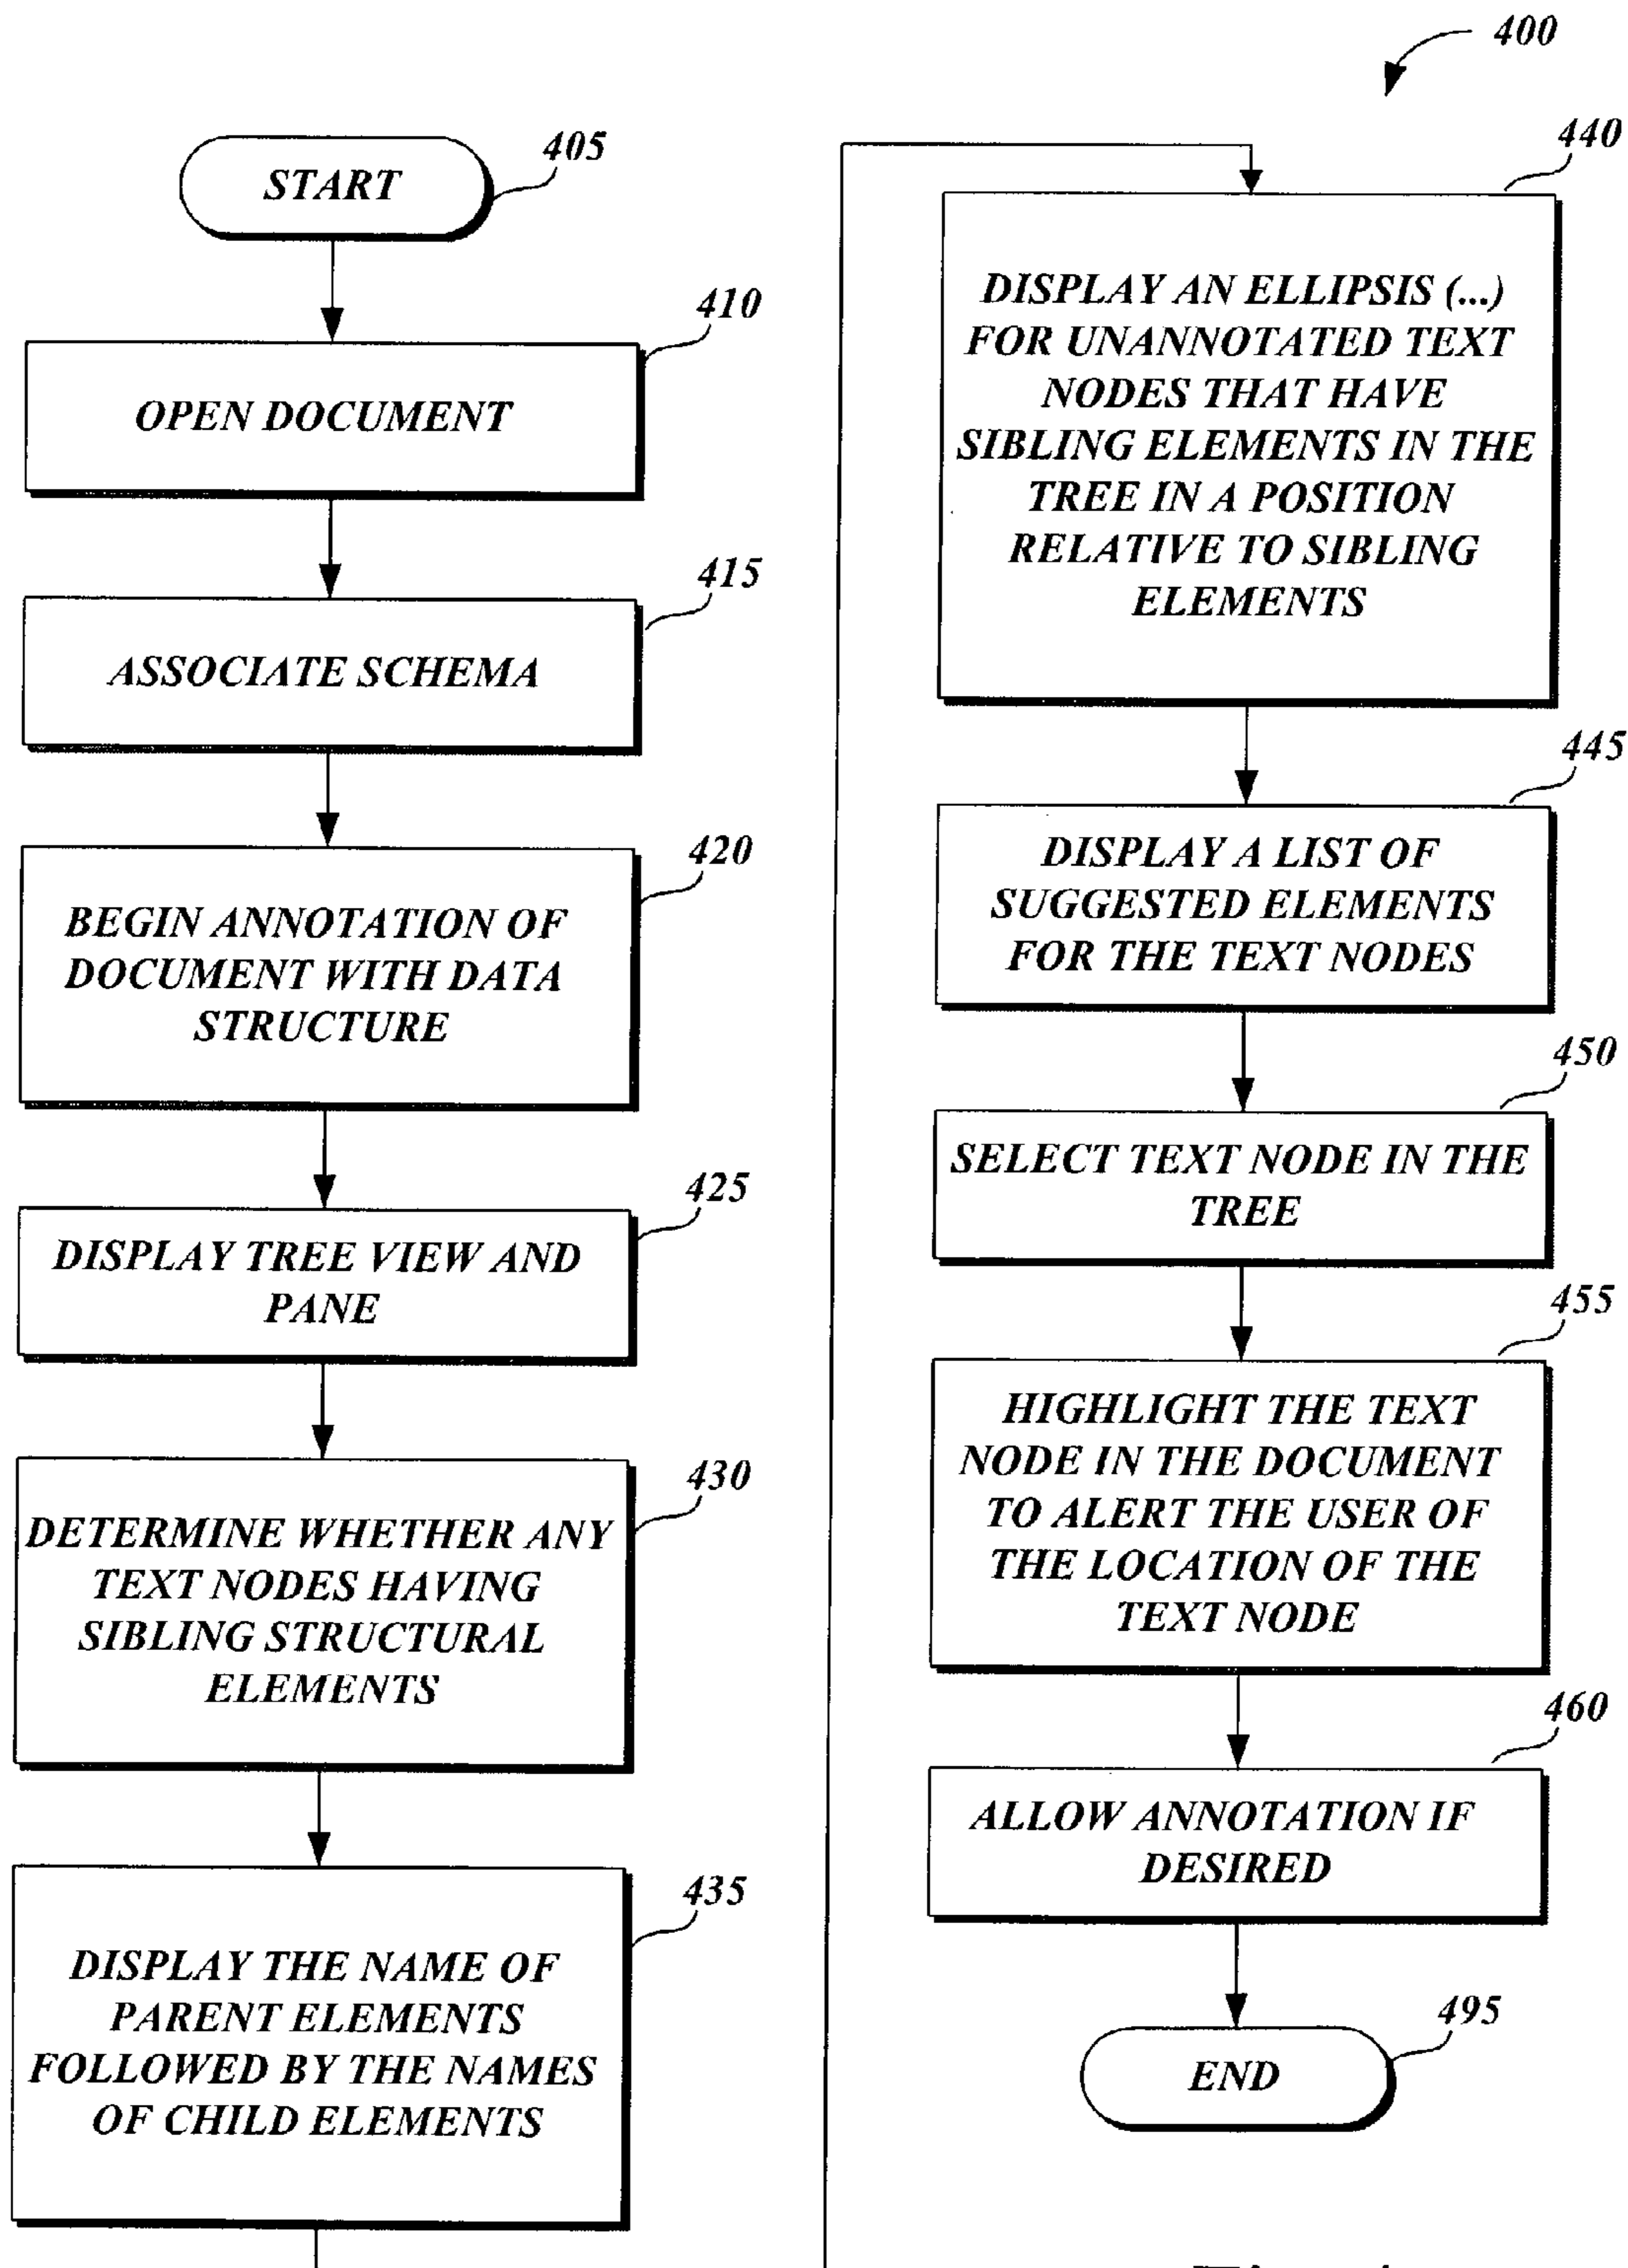 400
START
405
OPEN DOCUMENT
410
ASSOCIATE SCHEMA
415
BEGIN ANNOTATION OF
DOCUMENT WITH DATA
STRUCTURE
420
DISPLAY TREE VIEW AND
PANE
425
DETERMINE WHETHER ANY
TEXT NODES HAVING
SIBLING STRUCTURAL
ELEMENTS
430
DISPLAY THE NAME OF
PARENT ELEMENTS
FOLLOWED BY THE NAMES
OF CHILD ELEMENTS
435
440
DISPLAY AN ELLIPSIS (...)
FOR UNANNOTATED TEXT
NODES THAT HAVE
SIBLING ELEMENTS IN THE
TREE IN A POSITION
RELATIVE TO SIBLING
ELEMENTS
445
DISPLAY A LIST OF
SUGGESTED ELEMENTS
FOR THE TEXT NODES
450
SELECT TEXT NODE IN THE
TREE
455
HIGHLIGHT THE TEXT
NODE IN THE DOCUMENT
TO ALERT THE USER OF
THE LOCATION OF THE
TEXT NODE
460
ALLOW ANNOTATION IF
DESIRED
495
END